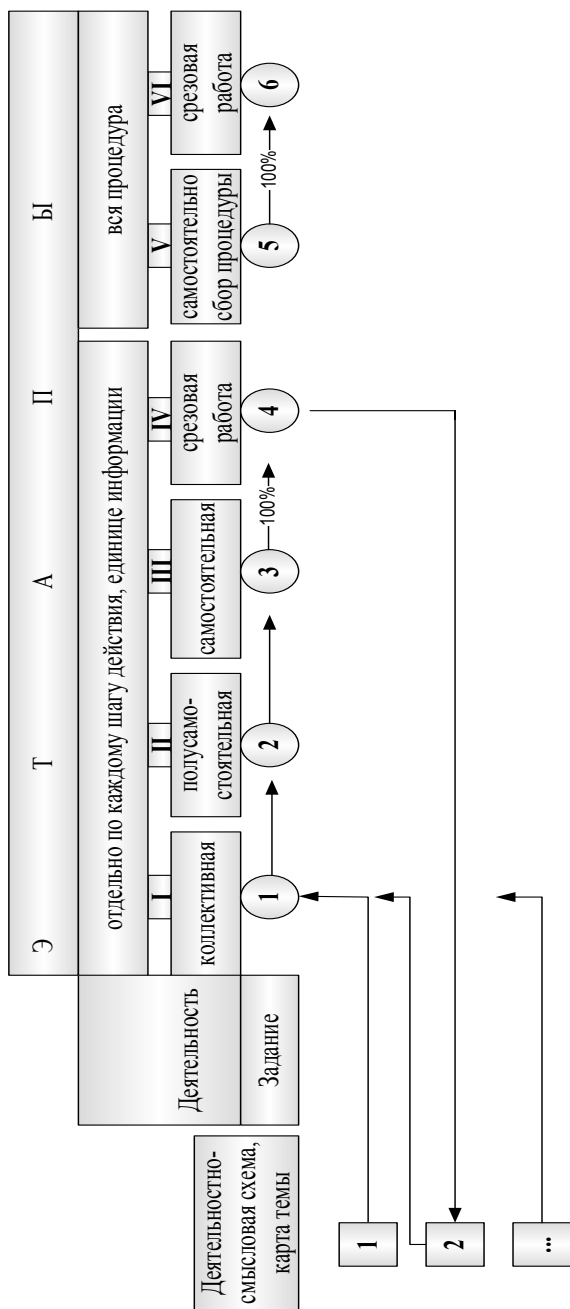 Э Т А П Ы
отдельно по каждому шагу действия, единице информации
вся процедура
I
II
III
IV
V
VI
Деятельность
коллективная
полусамо-
стоятельная
самостоятельная
срезовая
работа
самостоятельно
сбор процедуры
срезовая
работа
Задание
1
2
3
100%
4
5
100%
6
Деятельностно-
смысловая схема,
карта темы
1
2
...